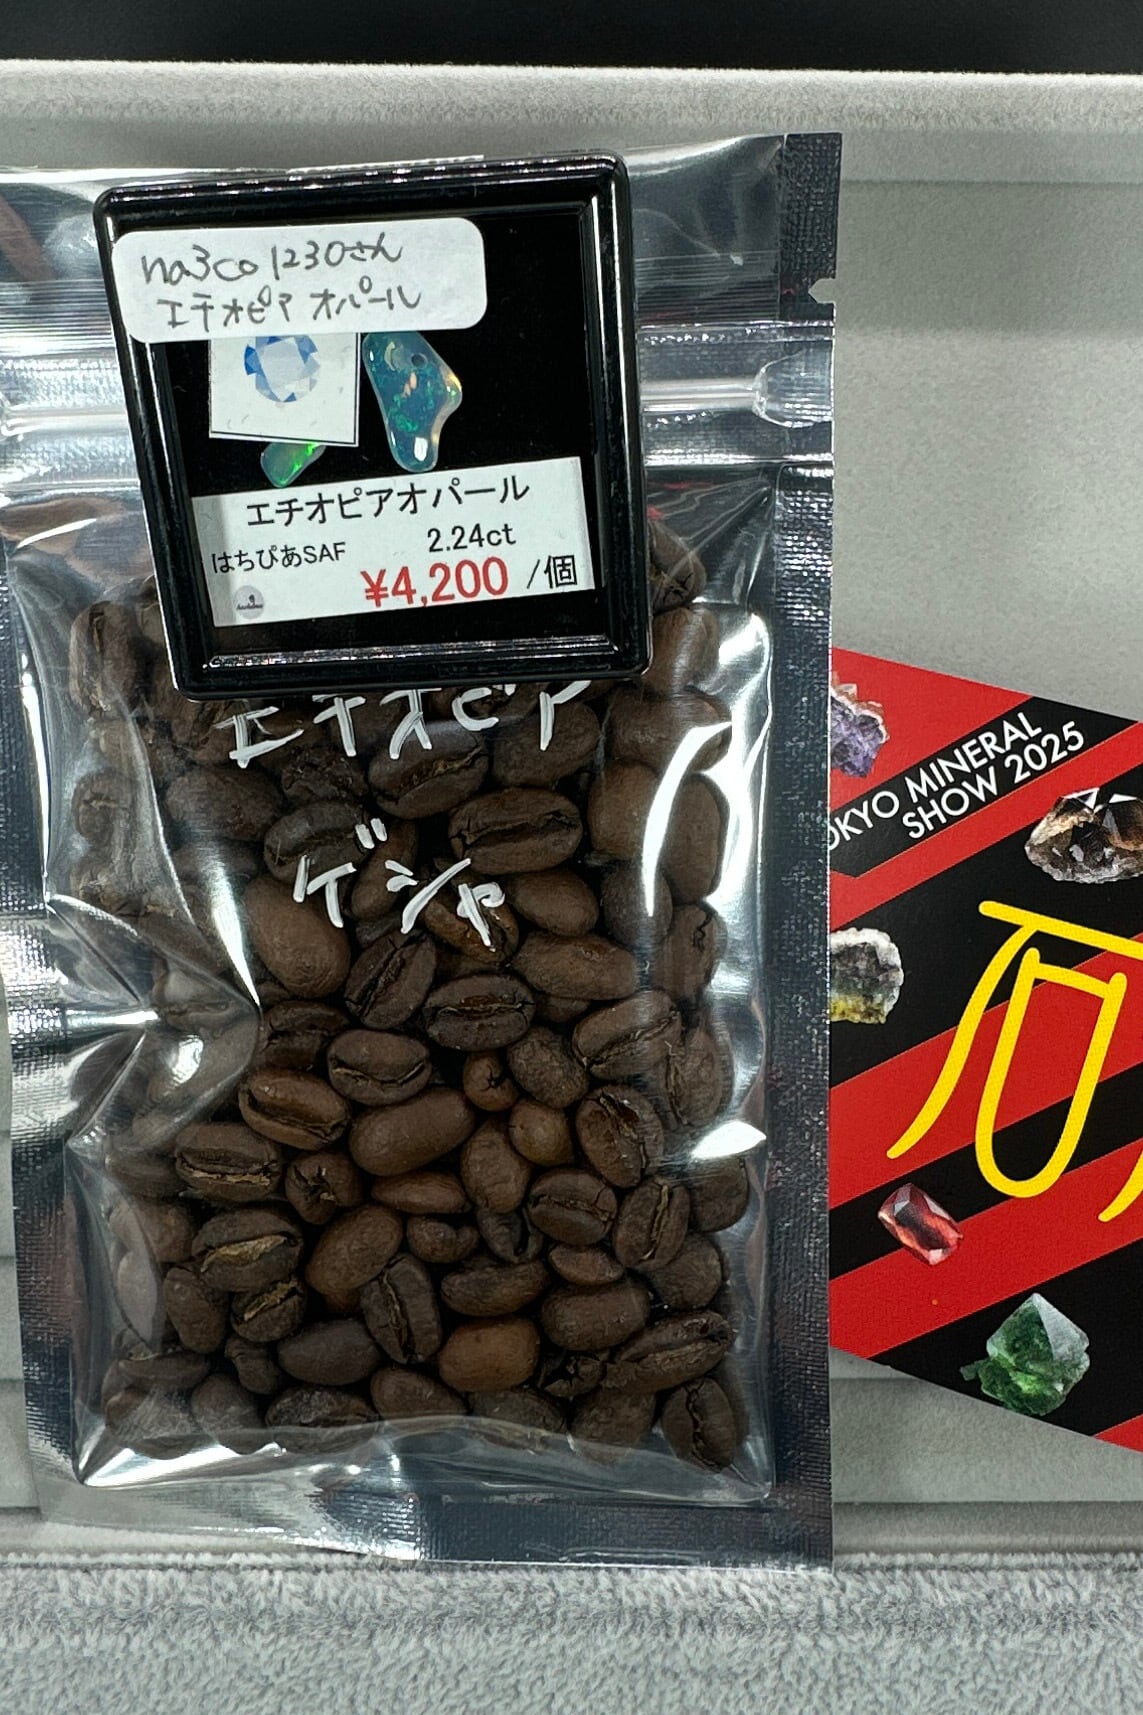 na3co1230さん
エチオピア オパール
エチオピアオパール
はちぴあSAF 2.24ct
¥4,200 /個
エチオピア
ゲシャ
OKYO MINERAL
SHOW 2025